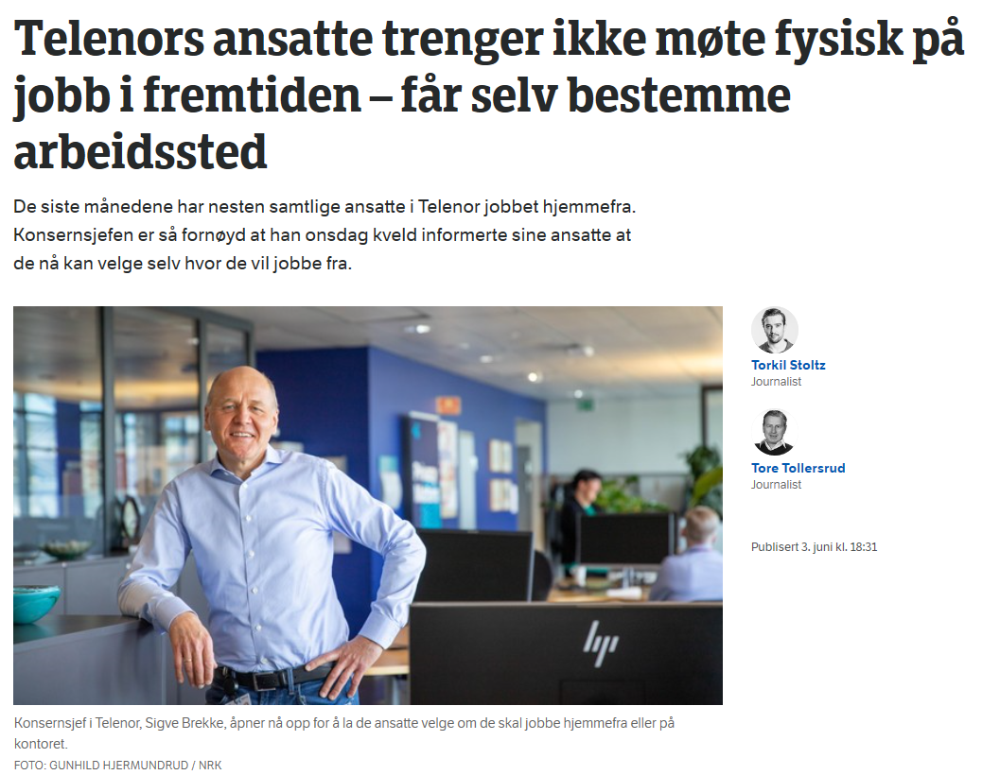 Telenors ansatte trenger ikke møte fysisk på
jobb i fremtiden – får selv bestemme
arbeidssted
De siste månedene har nesten samtlige ansatte i Telenor jobbet hjemmefra.
Konsernsjefen er så fornøyd at han onsdag kveld informerte sine ansatte at
de nå kan velge selv hvor de vil jobbe fra.
Torkil Stoltz
Journalist
Tore Tollersrud
Journalist
Publisert 3. juni kl. 18:31
hp
Konsernsjef i Telenor, Sigve Brekke, åpner nå opp for å la de ansatte velge om de skal jobbe hjemmefra eller på
kontoret.
FOTO: GUNHILD HJERMUNDRUD / NRK